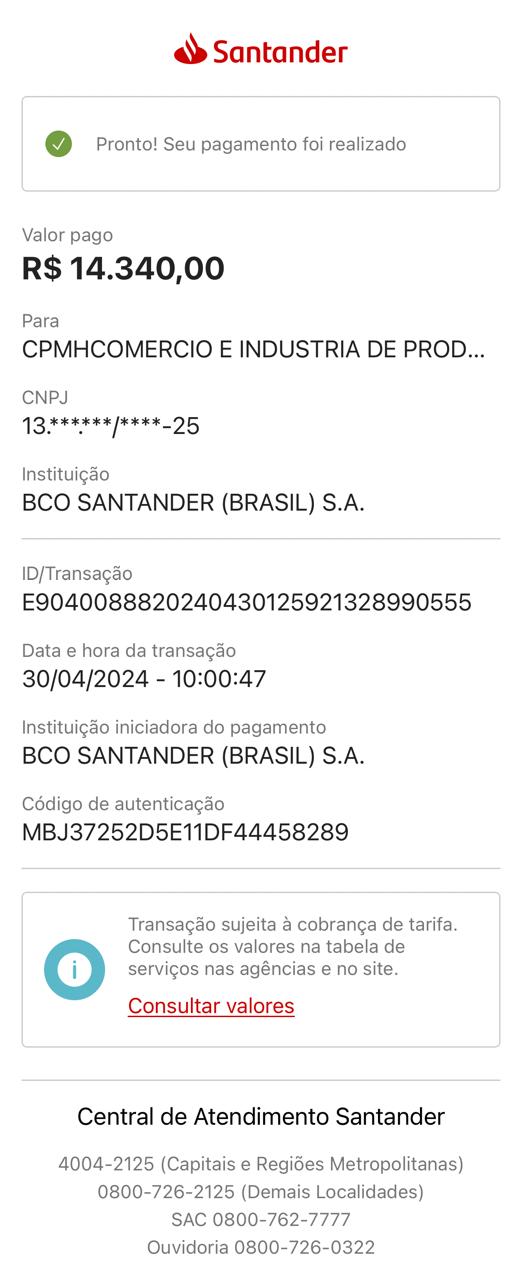 Santander
Pronto! Seu pagamento foi realizado
Valor pago
R$ 14.340,00
Para
CPMHCOMERCIO E INDUSTRIA DE PROD...
CNPJ
13.***.***/****-25
Instituição
BCO SANTANDER (BRASIL) S.A.
ID/Transação
E9040088820240430125921328990555
Data e hora da transação
30/04/2024 - 10:00:47
Instituição iniciadora do pagamento
BCO SANTANDER (BRASIL) S.A.
Código de autenticação
MBJ37252D5E11DF44458289
Transação sujeita à cobrança de tarifa.
Consulte os valores na tabela de
serviços nas agências e no site.
Consultar valores
Central de Atendimento Santander
4004-2125 (Capitais e Regiões Metropolitanas)
0800-726-2125 (Demais Localidades)
SAC 0800-762-7777
Ouvidoria 0800-726-0322